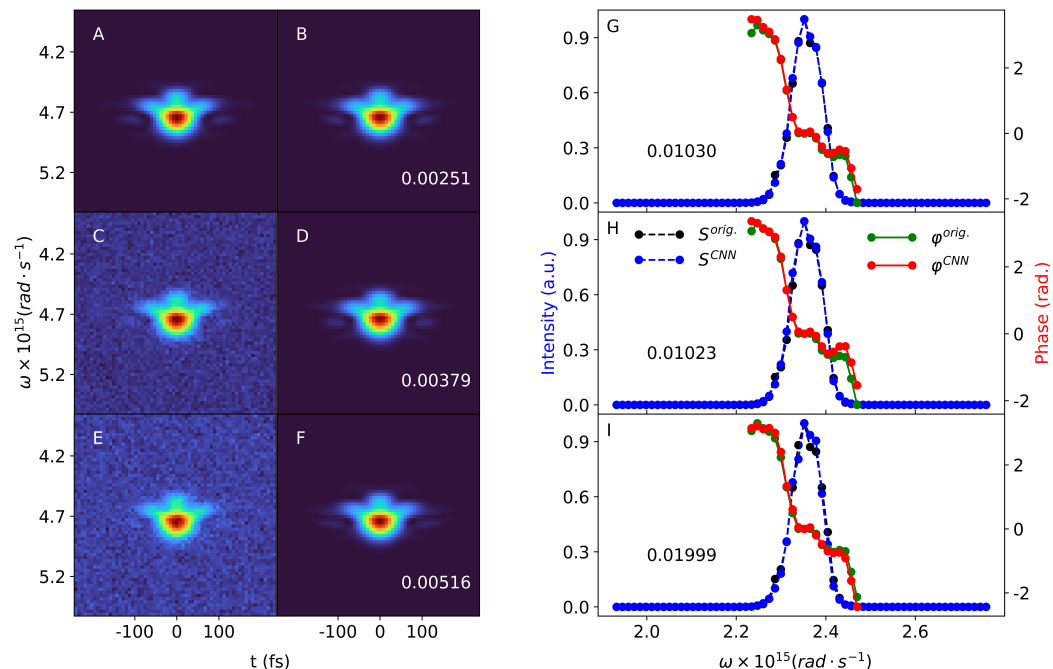 A
B
4.2
4.7
5.2
0.00251
C
D
4.2
4.7
5.2
0.00379
E
F
4.2
4.7
5.2
0.00516
ω × 10¹⁵(rad · s⁻¹)
-100 0 100
-100 0 100
t (fs)
G
0.9
0.6
0.3
0.0
2
0
-2
0.01030
H
S^orig.
S^CNN
φ^orig.
φ^CNN
0.9
0.6
0.3
0.0
2
0
-2
0.01023
Intensity (a.u.)
Phase (rad.)
I
0.9
0.6
0.3
0.0
2
0
-2
0.01999
2.0 2.2 2.4 2.6
ω × 10¹⁵(rad · s⁻¹)